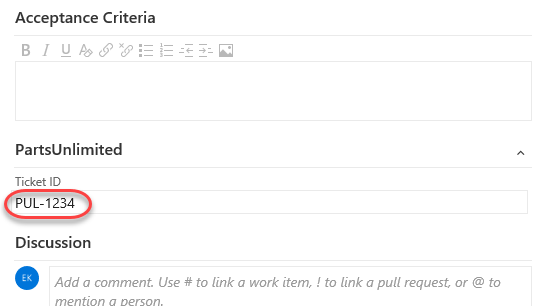 Acceptance Criteria
B I U
PartsUnlimited
Ticket ID
PUL-1234
Discussion
EK
Add a comment. Use # to link a work item, ! to link a pull request, or @ to
mention a person.